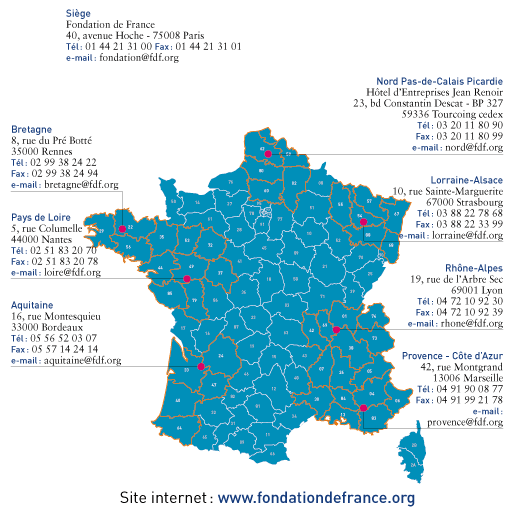 Siège
Fondation de France
40, avenue Hoche - 75008 Paris
Tél : 01 44 21 31 00 Fax : 01 44 21 31 01
e-mail : fondation@fdf.org
Nord Pas-de-Calais Picardie
Hôtel d'Entreprises Jean Renoir
23, bd Constantin Descat - BP 327
59336 Tourcoing cedex
Tél : 03 20 11 80 90
Fax : 03 20 11 80 99
e-mail : nord@fdf.org
Bretagne
8, rue du Pré Botté
35000 Rennes
Tél : 02 99 38 24 22
Fax : 02 99 38 24 94
e-mail : bretagne@fdf.org
Lorraine-Alsace
10, rue Sainte-Marguerite
67000 Strasbourg
Tél : 03 88 22 78 68
Fax : 03 88 22 33 99
e-mail : lorraine@fdf.org
Pays de Loire
5, rue Columelle
44000 Nantes
Tél : 02 51 83 20 70
Fax : 02 51 83 20 78
e-mail : loire@fdf.org
Rhône-Alpes
19, rue de l'Arbre Sec
69001 Lyon
Tél : 04 72 10 92 30
Fax : 04 72 10 92 39
e-mail : rhone@fdf.org
Aquitaine
16, rue Montesquieu
33000 Bordeaux
Tél : 05 56 52 03 07
Fax : 05 57 14 24 14
e-mail : aquitaine@fdf.org
Provence - Côte d'Azur
42, rue Montgrand
13006 Marseille
Tél : 04 91 90 08 77
Fax : 04 91 99 21 78
e-mail :
provence@fdf.org
Site internet : www.fondationdefrance.org